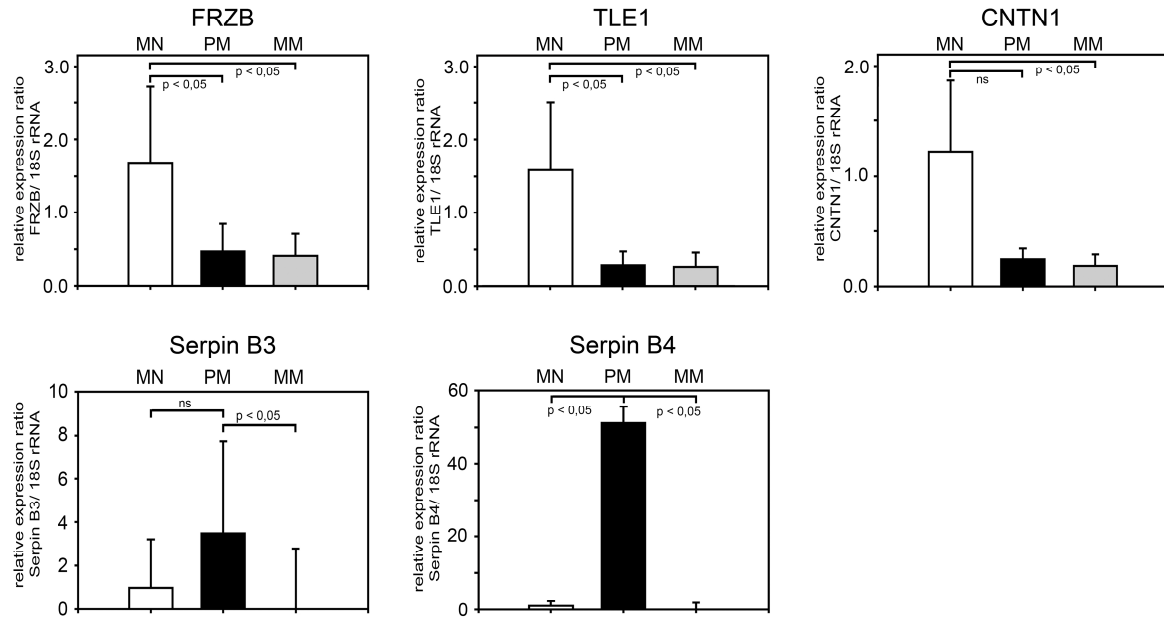 FRZB
MN PM MM
relative expression ratio
FRZB/ 18S rRNA
3.0
2.0
1.0
0.0
p < 0,05
p < 0,05
TLE1
MN PM MM
relative expression ratio
TLE1/ 18S rRNA
3.0
2.0
1.0
0.0
p < 0,05
p < 0,05
CNTN1
MN PM MM
relative expression ratio
CNTN1/ 18S rRNA
2.0
1.0
0.0
p < 0,05
ns
Serpin B3
MN PM MM
relative expression ratio
Serpin B3/ 18S rRNA
10
8
6
4
2
0
ns
p < 0,05
Serpin B4
MN PM MM
relative expression ratio
Serpin B4/ 18S rRNA
60
40
20
0
p < 0,05 p < 0,05